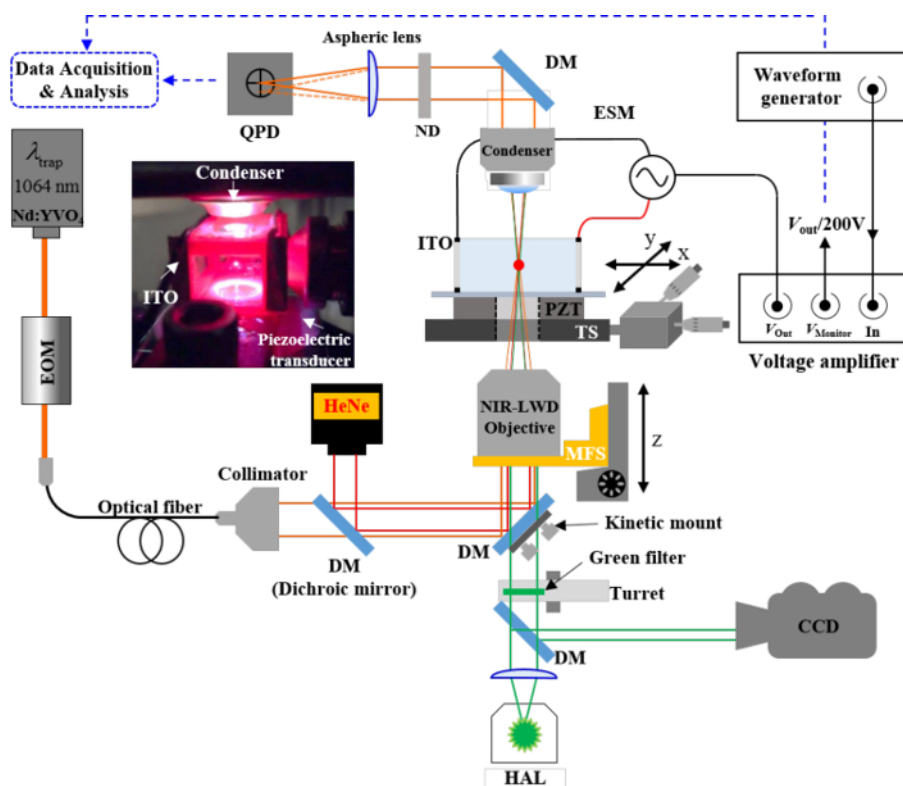 Aspheric lens
DM
Data Acquisition
& Analysis
Waveform
generator
QPD
ND
ESM
Condenser
λtrap
1064 nm
Nd:YVO4
Condenser
ITO
Piezoelectric
transducer
ITO
y
x
Vout/200V
PZT
TS
VOut
VMonitor
In
Voltage amplifier
EOM
HeNe
NIR-LWD
Objective
MFS
z
Collimator
Optical fiber
Kinetic mount
DM
(Dichroic mirror)
DM
Green filter
Turret
CCD
DM
HAL